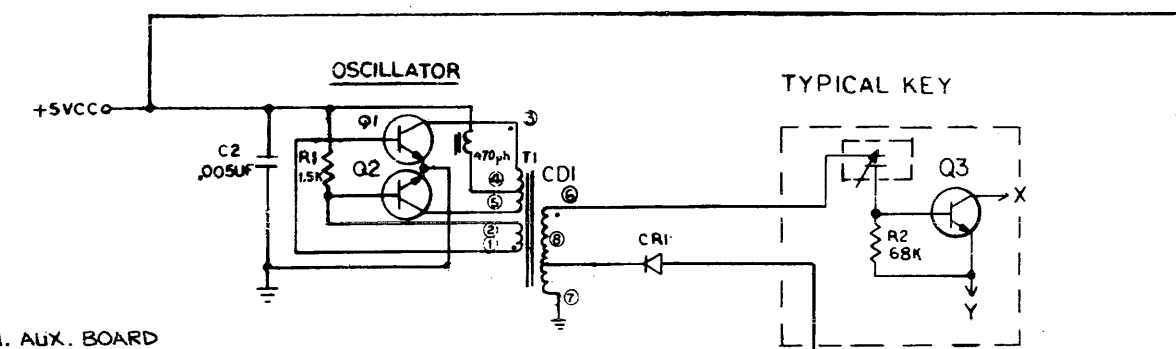 OSCILLATOR
TYPICAL KEY
+5VCC
Q1
③
470μh
C2
.005UF
R1
1.5K
Q2
T1
CD1
④
⑤
⑥
②
①
⑧
CR1
⑦
Q3
X
R2
68K
Y
. AUX. BOARD